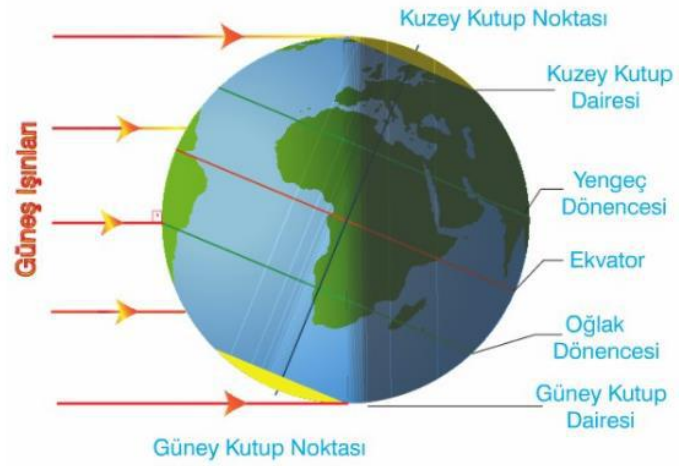 Kuzey Kutup Noktası
Kuzey Kutup
Dairesi
Güneş Işınları
Yengeç
Dönencesi
Ekvator
Oğlak
Dönencesi
Güney Kutup
Dairesi
Güney Kutup Noktası